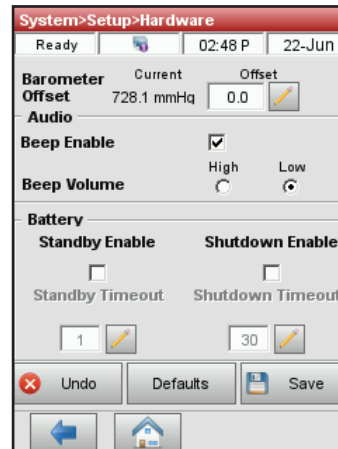 System>Setup>Hardware
Ready 02:48 P 22-Jun
Barometer Offset Current 728.1 mmHg Offset 0.0
Audio
Beep Enable
High Low
Beep Volume
Battery
Standby Enable Shutdown Enable
Standby Timeout Shutdown Timeout
1 30
Undo Defaults Save